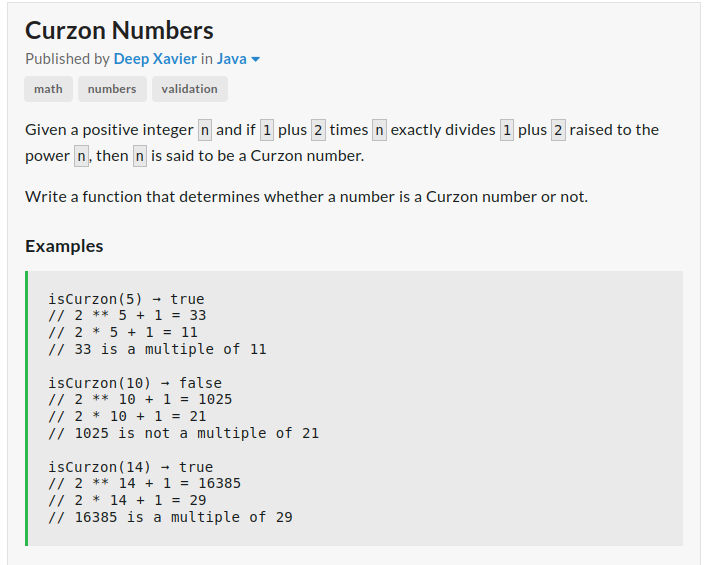 Curzon Numbers
Published by Deep Xavier in Java
math numbers validation
Given a positive integer n and if 1 plus 2 times n exactly divides 1 plus 2 raised to the
power n, then n is said to be a Curzon number.
Write a function that determines whether a number is a Curzon number or not.
Examples
isCurzon(5) → true
// 2 ** 5 + 1 = 33
// 2 * 5 + 1 = 11
// 33 is a multiple of 11
isCurzon(10) → false
// 2 ** 10 + 1 = 1025
// 2 * 10 + 1 = 21
// 1025 is not a multiple of 21
isCurzon(14) → true
// 2 ** 14 + 1 = 16385
// 2 * 14 + 1 = 29
// 16385 is a multiple of 29